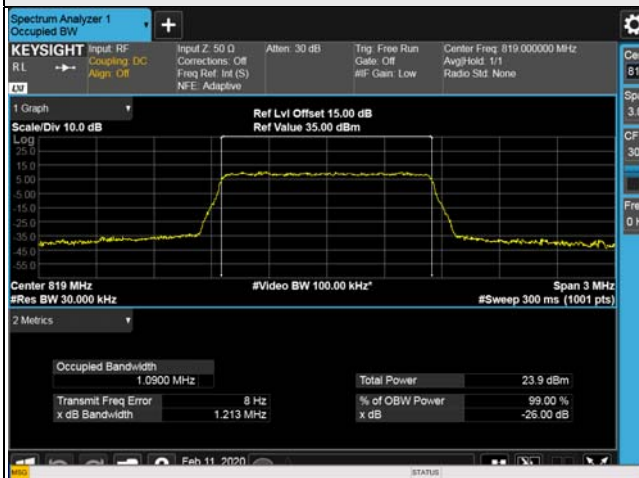 Spectrum Analyzer 1
Occupied BW
+
KEYSIGHT Input: RF Input Z: 50 Ω Atten: 30 dB Trig: Free Run Center Freq: 819.000000 MHz
RL Coupling: DC Corrections: Off Gate: Off Avg|Hold: 1/1
Align: Off Freq Ref: Int (S) #IF Gain: Low Radio Std: None
LXI NFE: Adaptive
1 Graph
Ref Lvl Offset 15.00 dB
Scale/Div 10.0 dB Ref Value 35.00 dBm
Log
25.0
15.0
5.00
-5.00
-15.0
-25.0
-35.0
-45.0
-55.0
Center 819 MHz #Video BW 100.00 kHz* Span 3 MHz
#Res BW 30.000 kHz #Sweep 300 ms (1001 pts)
2 Metrics
Occupied Bandwidth
1.0900 MHz Total Power 23.9 dBm
Transmit Freq Error 8 Hz % of OBW Power 99.00 %
x dB Bandwidth 1.213 MHz x dB -26.00 dB
Feb 11, 2020
MSG STATUS